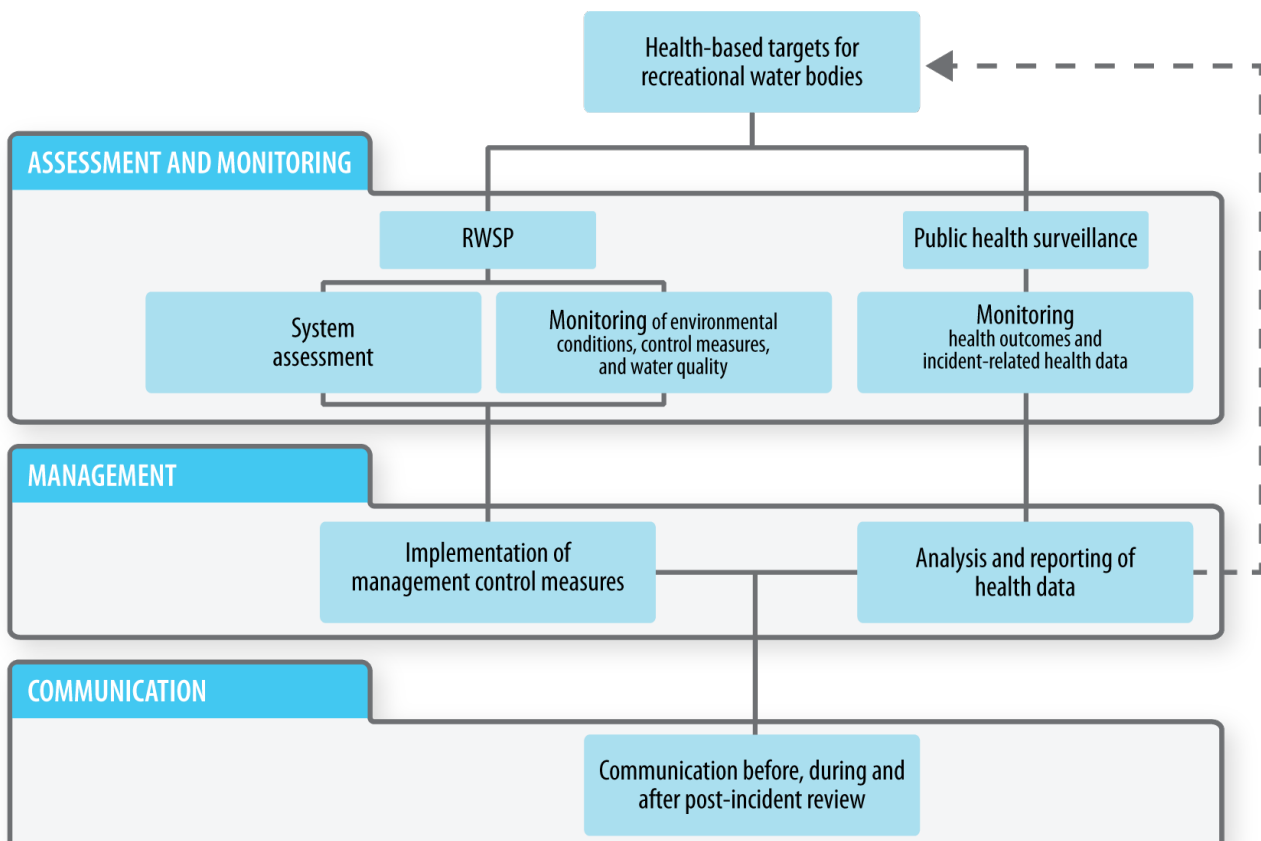 Health-based targets for
recreational water bodies
ASSESSMENT AND MONITORING
RWSP
Public health surveillance
System
assessment
Monitoring of environmental
conditions, control measures,
and water quality
Monitoring
health outcomes and
incident-related health data
MANAGEMENT
Implementation of
management control measures
Analysis and reporting of
health data
COMMUNICATION
Communication before, during and
after post-incident review